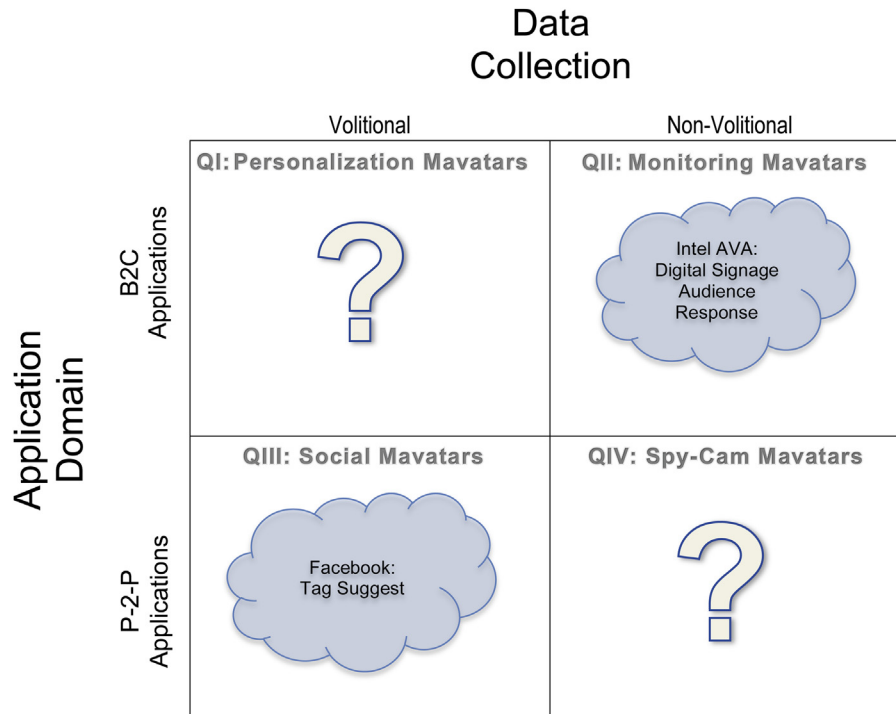 Data
Collection
Volitional
Non-Volitional
QI: Personalization Mavatars
QII: Monitoring Mavatars
B2C
Applications
?
Intel AVA:
Digital Signage
Audience
Response
Application
Domain
QIII: Social Mavatars
QIV: Spy-Cam Mavatars
P-2-P
Applications
Facebook:
Tag Suggest
?